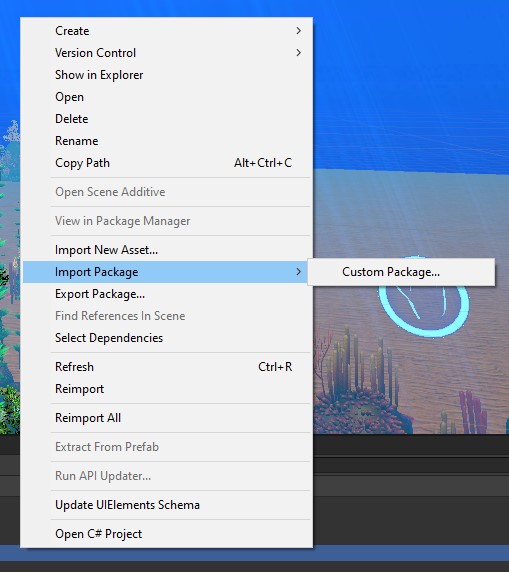 Create
Version Control
Show in Explorer
Open
Delete
Rename
Copy Path Alt+Ctrl+C
Open Scene Additive
View in Package Manager
Import New Asset...
Import Package
Custom Package...
Export Package...
Find References In Scene
Select Dependencies
Refresh Ctrl+R
Reimport
Reimport All
Extract From Prefab
Run API Updater...
Update UIElements Schema
Open C# Project